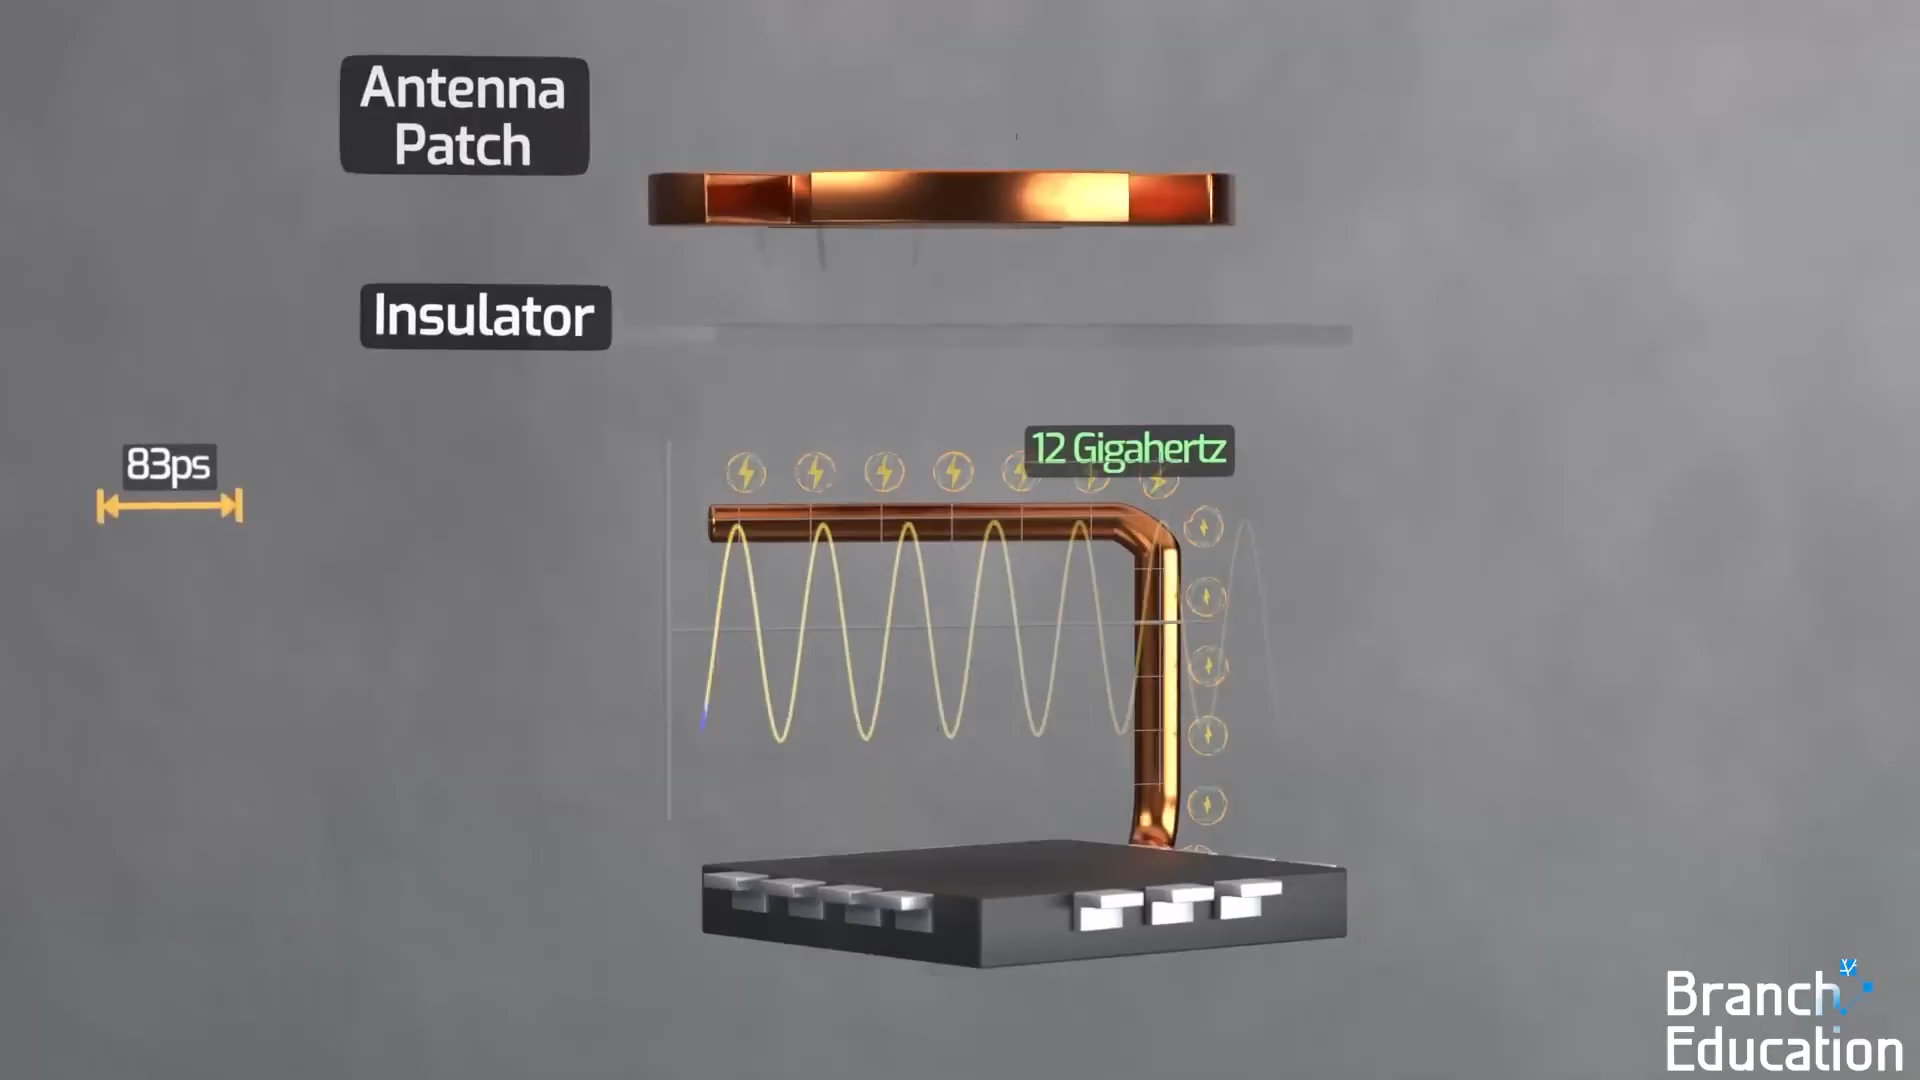 Antenna
Patch
Insulator
83ps
12 Gigahertz
Branch
Education